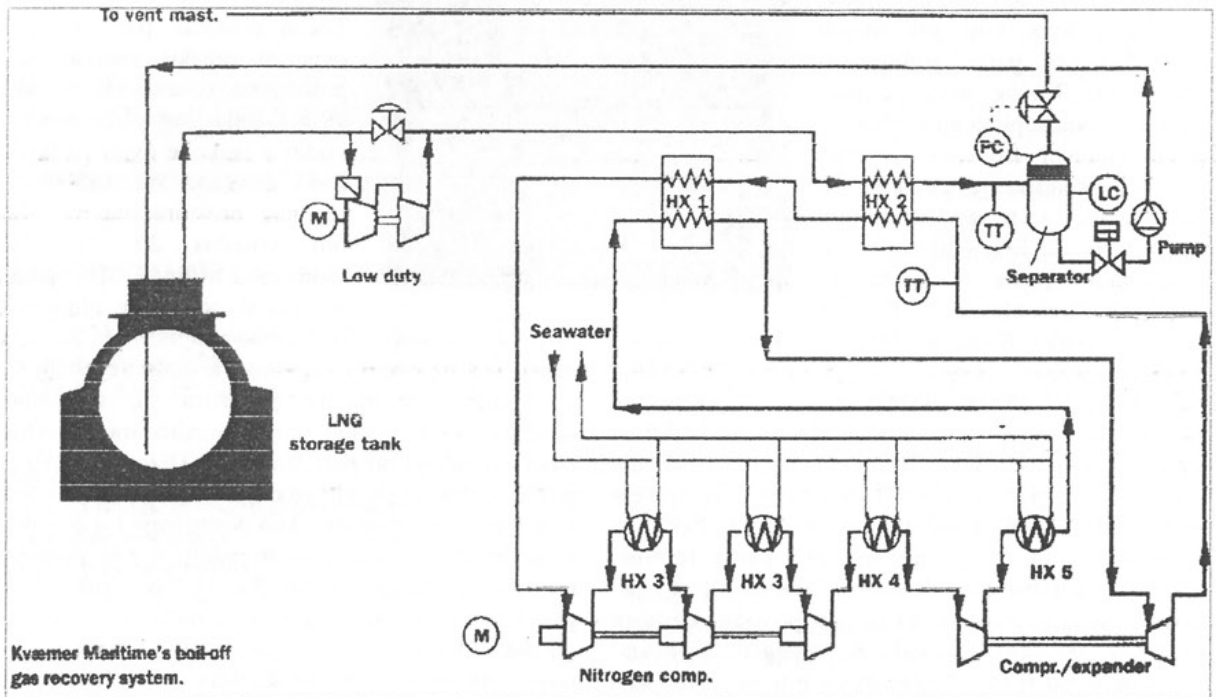 To vent mast.
PC
HX 1
HX 2
LC
M
TT
Pump
Low duty
Separator
TT
Seawater
LNG
storage tank
HX 3
HX 3
HX 4
HX 5
M
Kværner Maritime's boil-off
gas recovery system.
Nitrogen comp.
Compr./expander